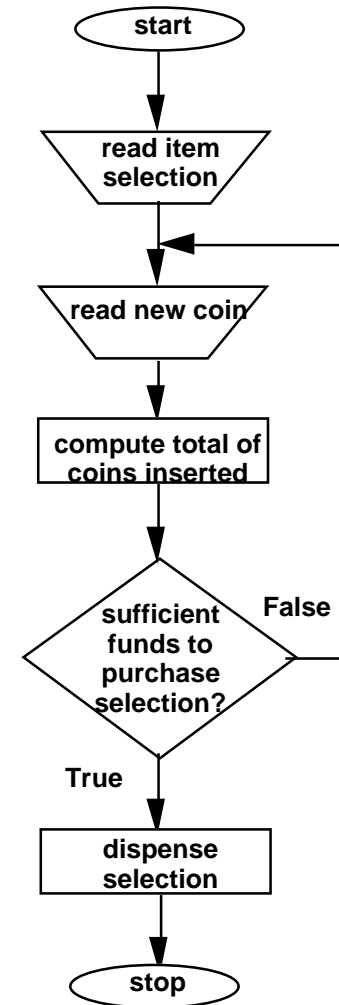 start
read item
selection
read new coin
compute total of
coins inserted
sufficient
funds to
purchase
selection?
False
True
dispense
selection
stop